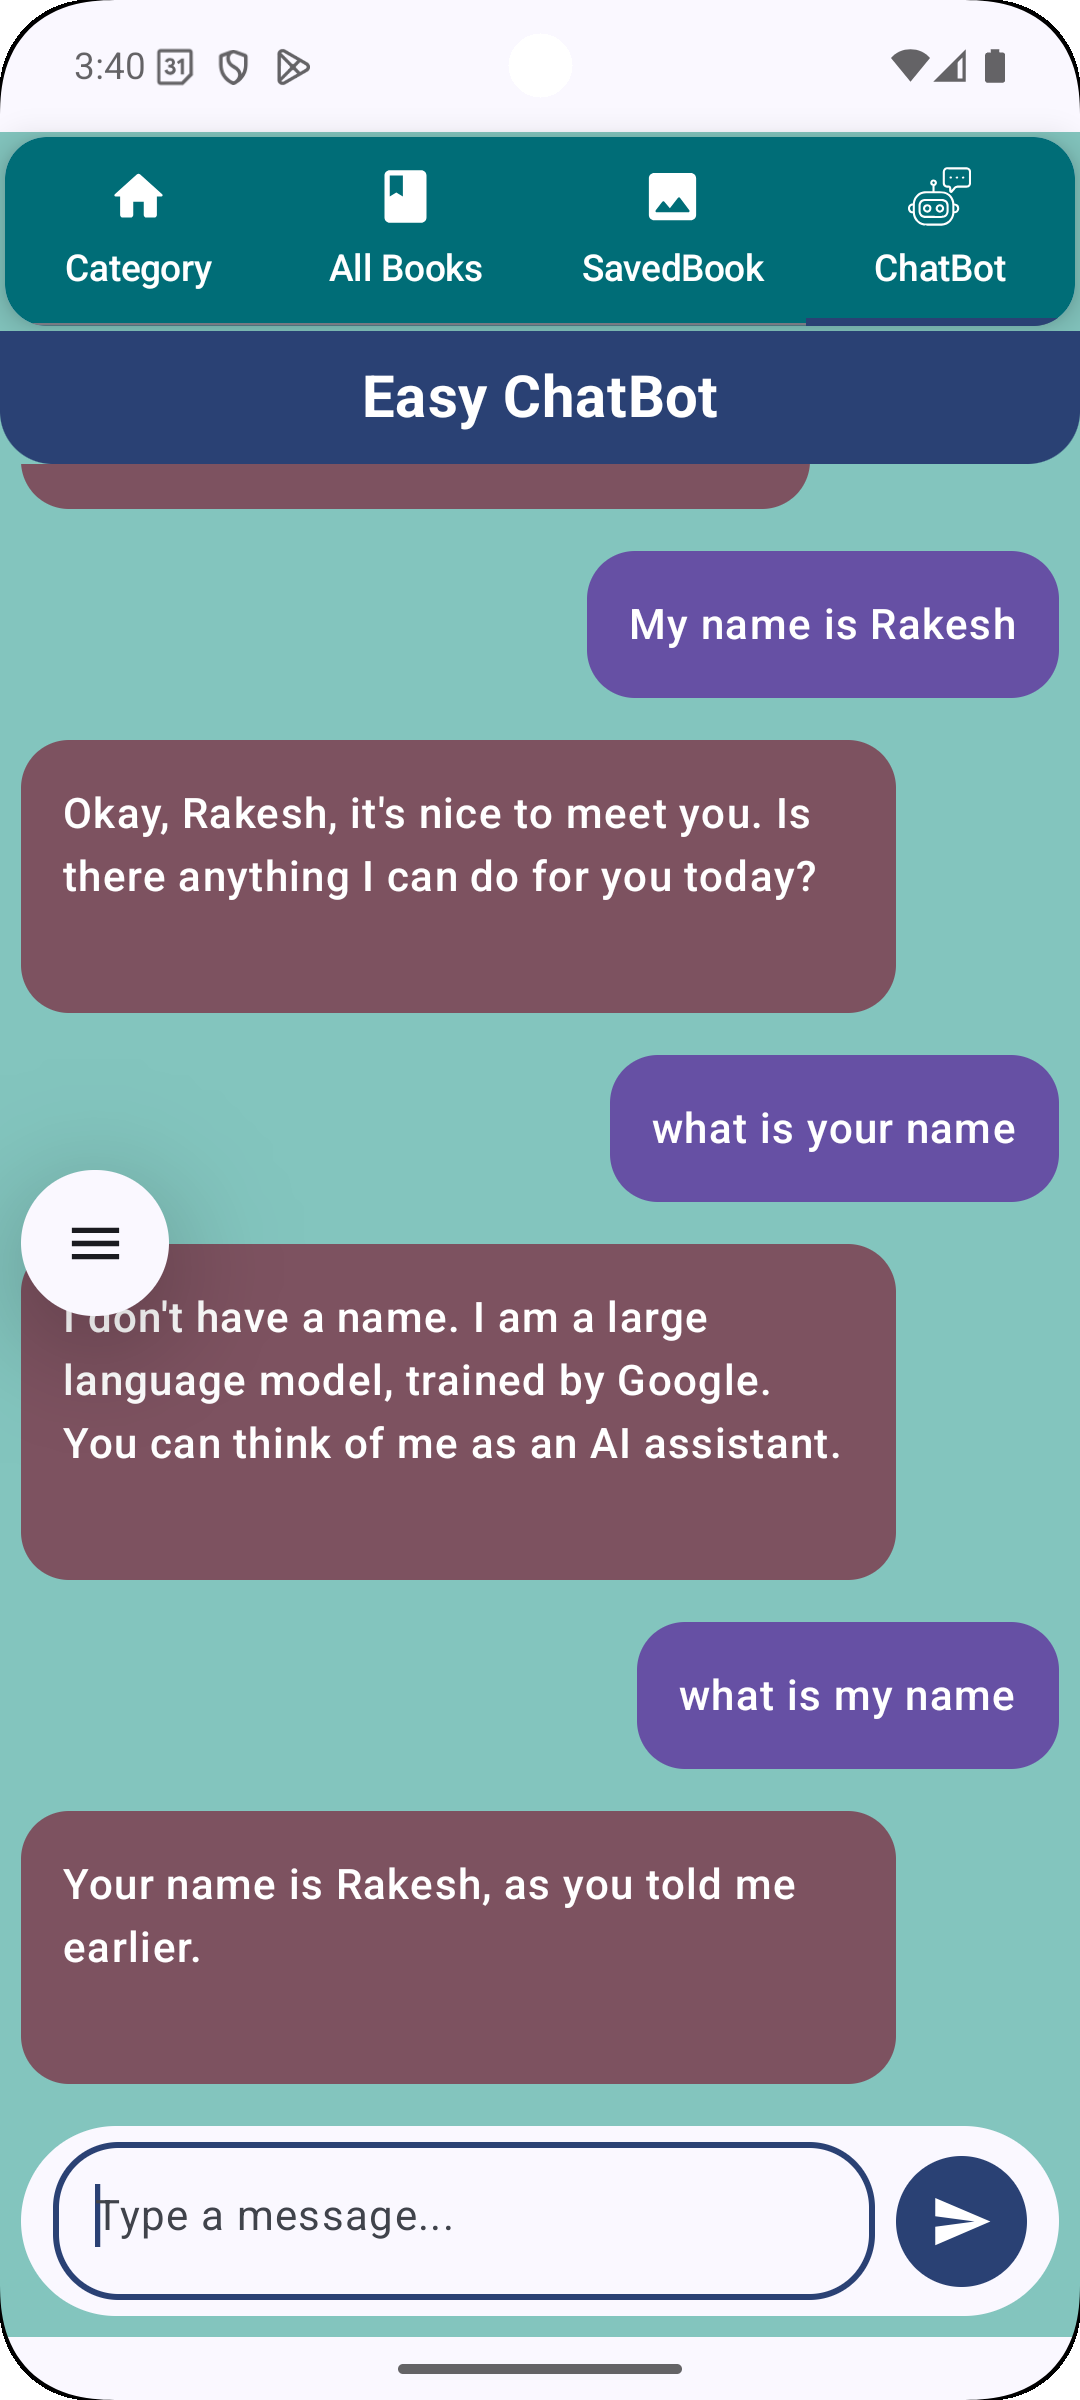 3:40 31
Category All Books SavedBook ChatBot
Easy ChatBot
My name is Rakesh
Okay, Rakesh, it's nice to meet you. Is
there anything I can do for you today?
what is your name
I don't have a name. I am a large
language model, trained by Google.
You can think of me as an AI assistant.
what is my name
Your name is Rakesh, as you told me
earlier.
Type a message...